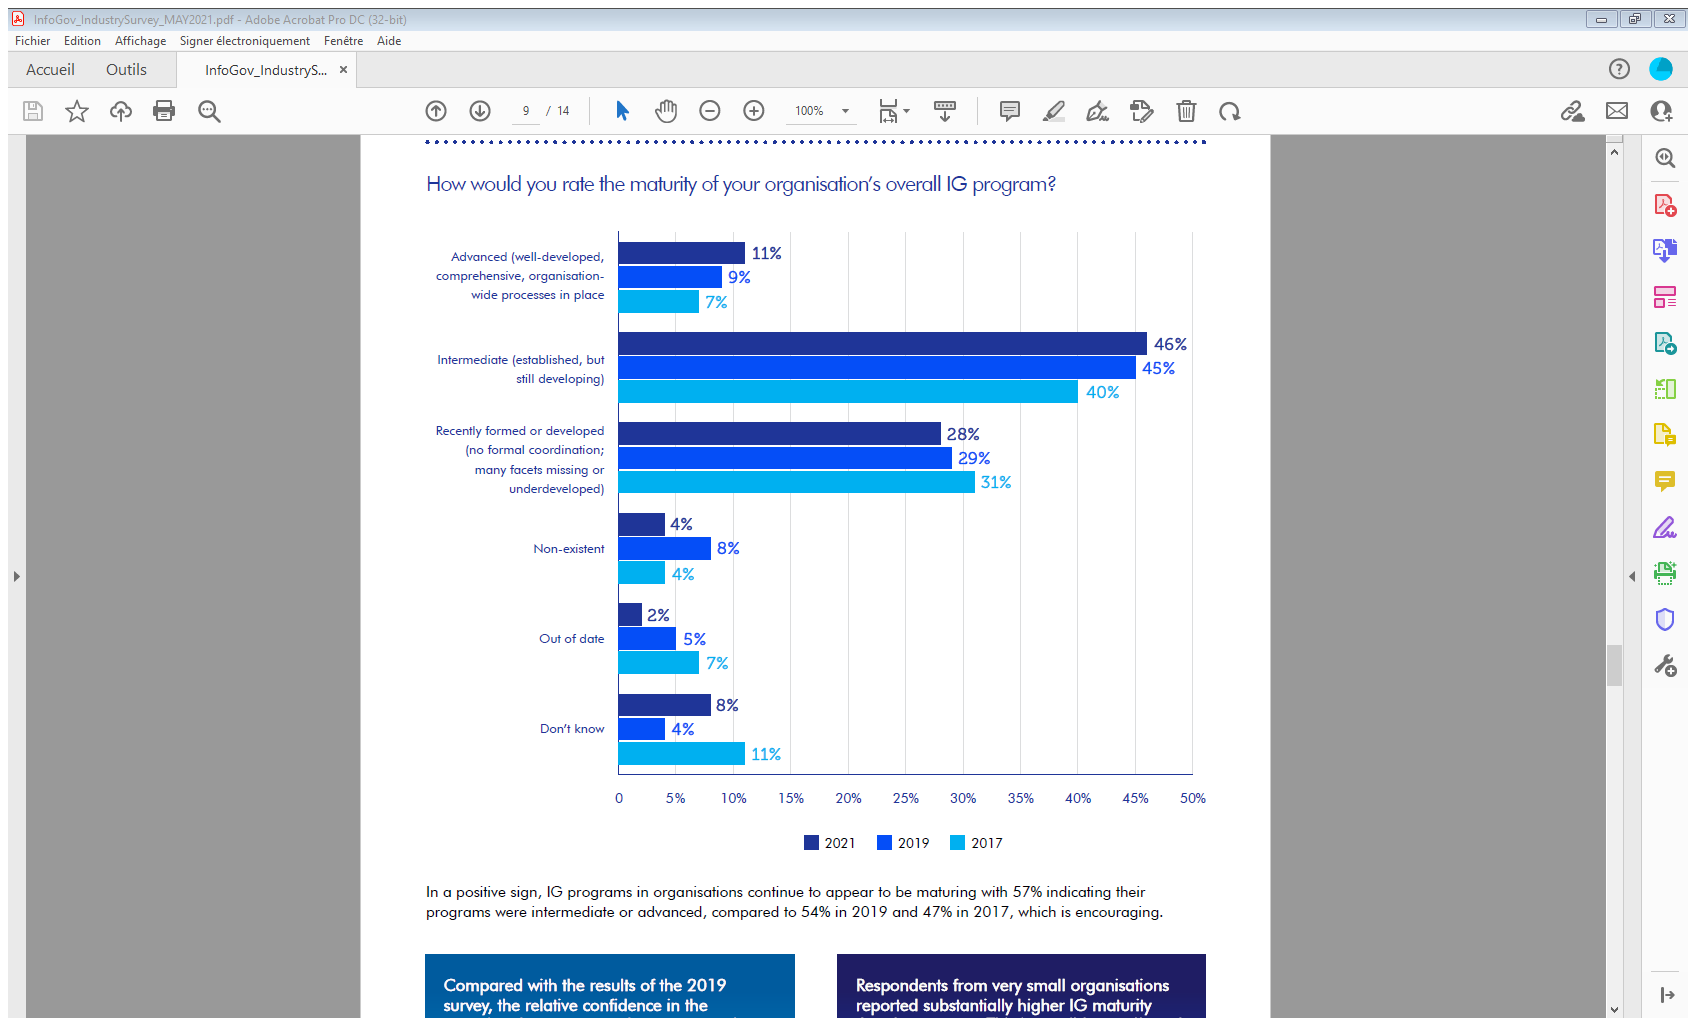 InfoGov_IndustrySurvey_MAY2021.pdf - Adobe Acrobat Pro DC (32-bit)
Fichier Edition Affichage Signer électroniquement Fenêtre Aide
Accueil Outils InfoGov_IndustryS... ×
9 / 14 100%
How would you rate the maturity of your organisation's overall IG program?
Advanced (well-developed,
comprehensive, organisation-
wide processes in place
11%
9%
7%
Intermediate (established, but
still developing)
46%
45%
40%
Recently formed or developed
(no formal coordination;
many facets missing or
underdeveloped)
28%
29%
31%
Non-existent
4%
8%
4%
Out of date
2%
5%
7%
Don't know
8%
4%
11%
0 5% 10% 15% 20% 25% 30% 35% 40% 45% 50%
2021 2019 2017
In a positive sign, IG programs in organisations continue to appear to be maturing with 57% indicating their
programs were intermediate or advanced, compared to 54% in 2019 and 47% in 2017, which is encouraging.
Compared with the results of the 2019
survey, the relative confidence in the
Respondents from very small organisations
reported substantially higher IG maturity